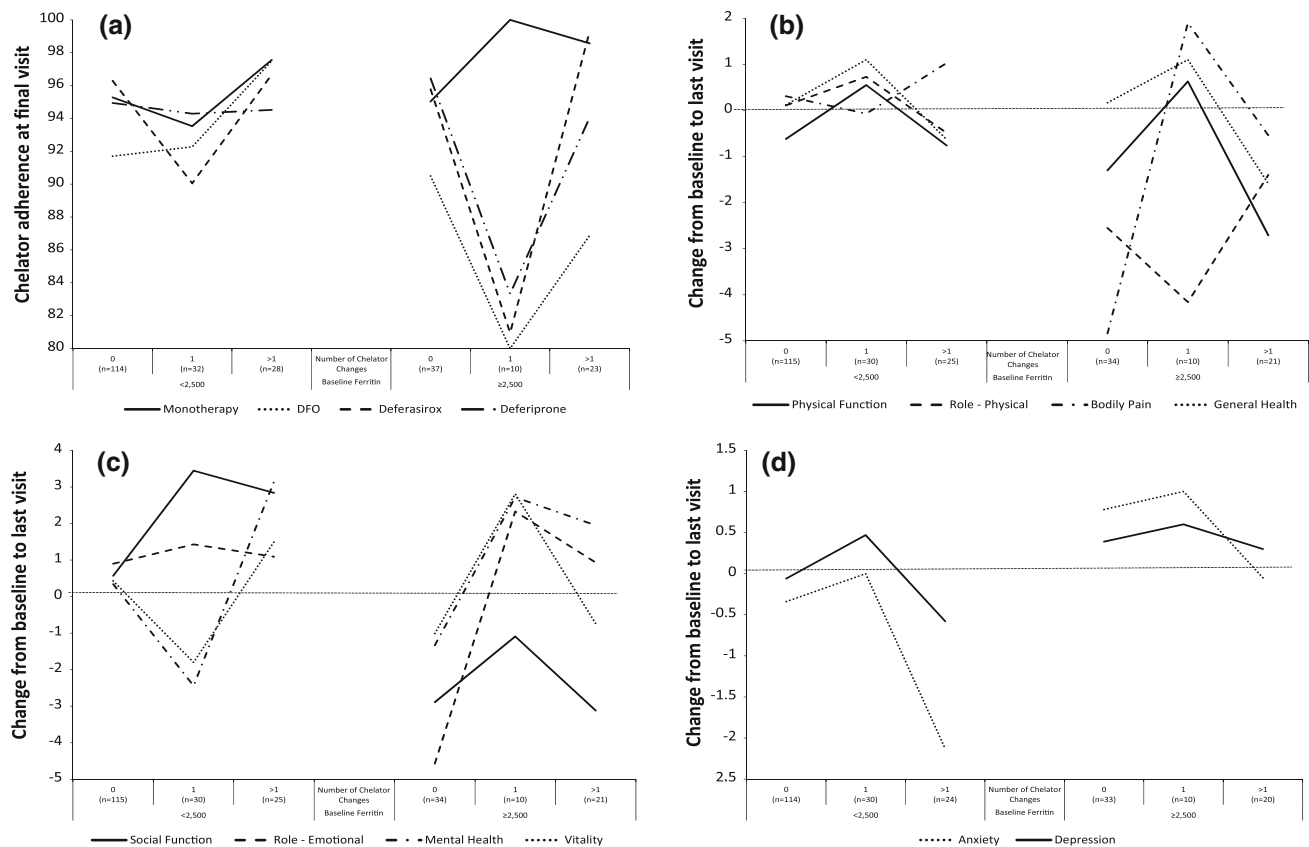 (a)
Chelator adherence at final visit
100
98
96
94
92
90
88
86
84
82
80
0 1 >1 Number of Chelator 0 1 >1
(n=114) (n=32) (n=28) Changes (n=37) (n=10) (n=23)
<2,500 Baseline Ferritin ≥2,500
Monotherapy DFO Deferasirox Deferiprone
(b)
Change from baseline to last visit
2
1
0
-1
-2
-3
-4
-5
0 1 >1 Number of Chelator 0 1 >1
(n=115) (n=30) (n=25) Changes (n=34) (n=10) (n=21)
<2,500 Baseline Ferritin ≥2,500
Physical Function Role - Physical Bodily Pain General Health
(c)
Change from baseline to last visit
4
3
2
1
0
-1
-2
-3
-4
-5
0 1 >1 Number of Chelator 0 1 >1
(n=115) (n=30) (n=25) Changes (n=34) (n=10) (n=21)
<2,500 Baseline Ferritin ≥2,500
Social Function Role - Emotional Mental Health Vitality
(d)
Change from baseline to last visit
1.5
1
0.5
0
-0.5
-1
-1.5
-2
2.5
0 1 >1 Number of Chelator 0 1 >1
(n=114) (n=30) (n=24) Changes (n=33) (n=10) (n=20)
<2,500 Baseline Ferritin ≥2,500
Anxiety Depression